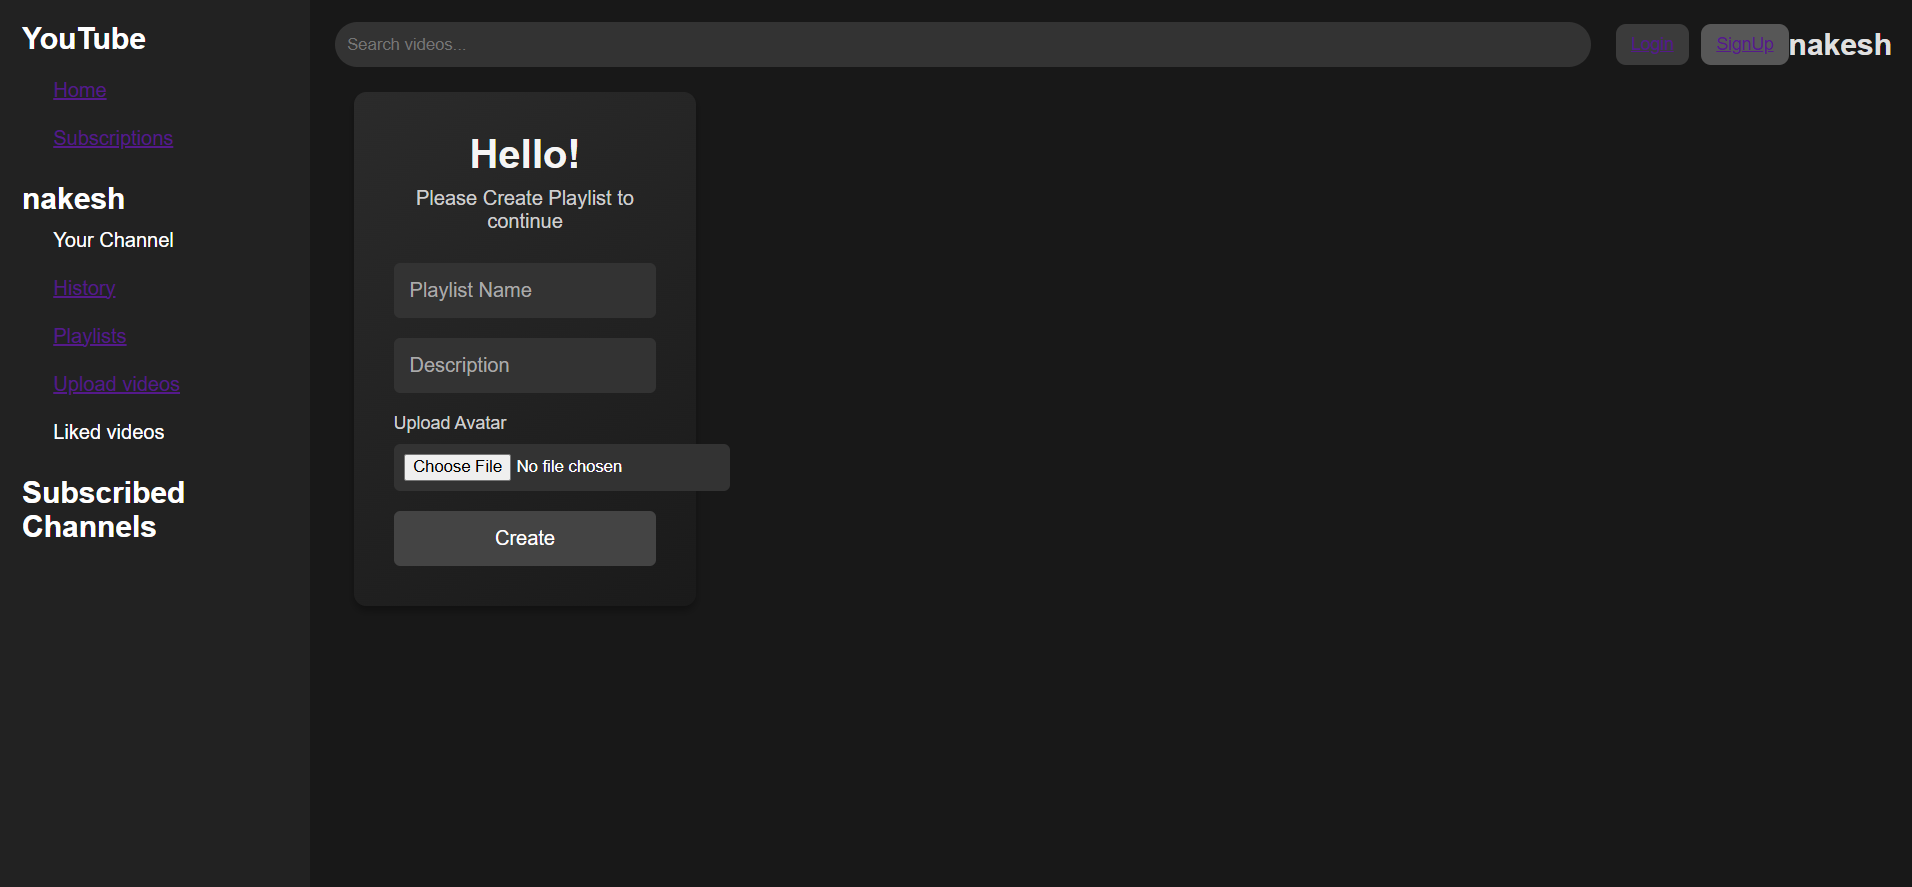 YouTube
Home
Subscriptions
nakesh
Your Channel
History
Playlists
Upload videos
Liked videos
Subscribed
Channels
Search videos...
Login
SignUp
nakesh
Hello!
Please Create Playlist to
continue
Playlist Name
Description
Upload Avatar
Choose File No file chosen
Create